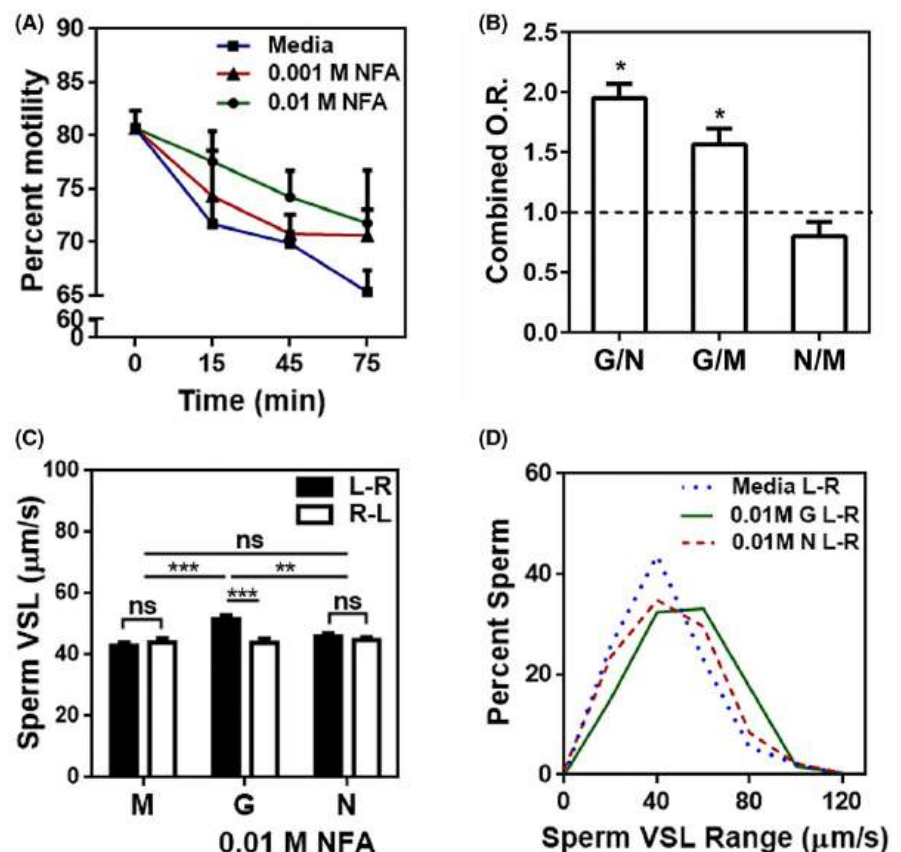 (A)
90
85
80
75
70
65
60
0
Percent motility
Media
0.001 M NFA
0.01 M NFA
0 15 45 75
Time (min)
(B)
2.5
2.0
1.5
1.0
0.5
0.0
Combined O.R.
* *
G/N G/M N/M
(C)
100
80
60
40
20
0
Sperm VSL (μm/s)
L-R
R-L
ns
*** **
ns *** ns
M G N
0.01 M NFA
(D)
60
40
20
0
Percent Sperm
Media L-R
0.01M G L-R
0.01M N L-R
0 40 80 120
Sperm VSL Range (μm/s)